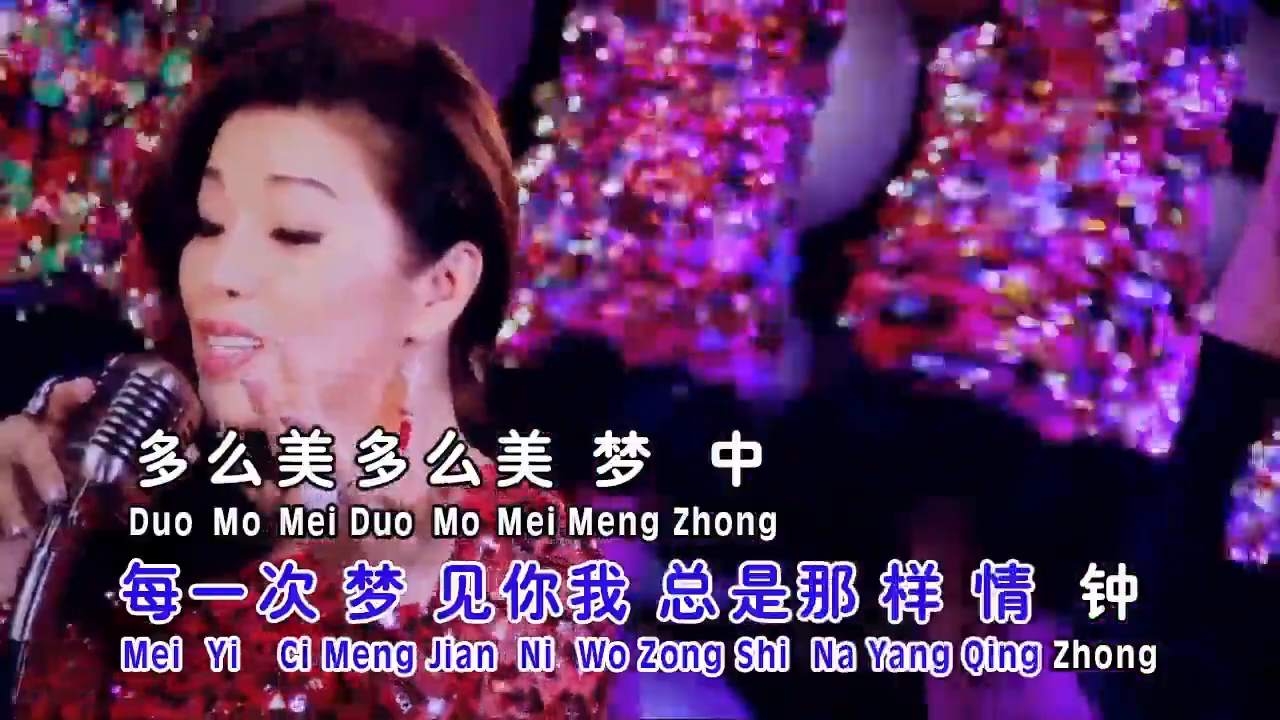 多么美多么美 梦 中
Duo Mo Mei Duo Mo Mei Meng Zhong
每一次 梦 见你我 总是那 样 情 钟
Mei Yi Ci Meng Jian Ni Wo Zong Shi Na Yang Qing Zhong